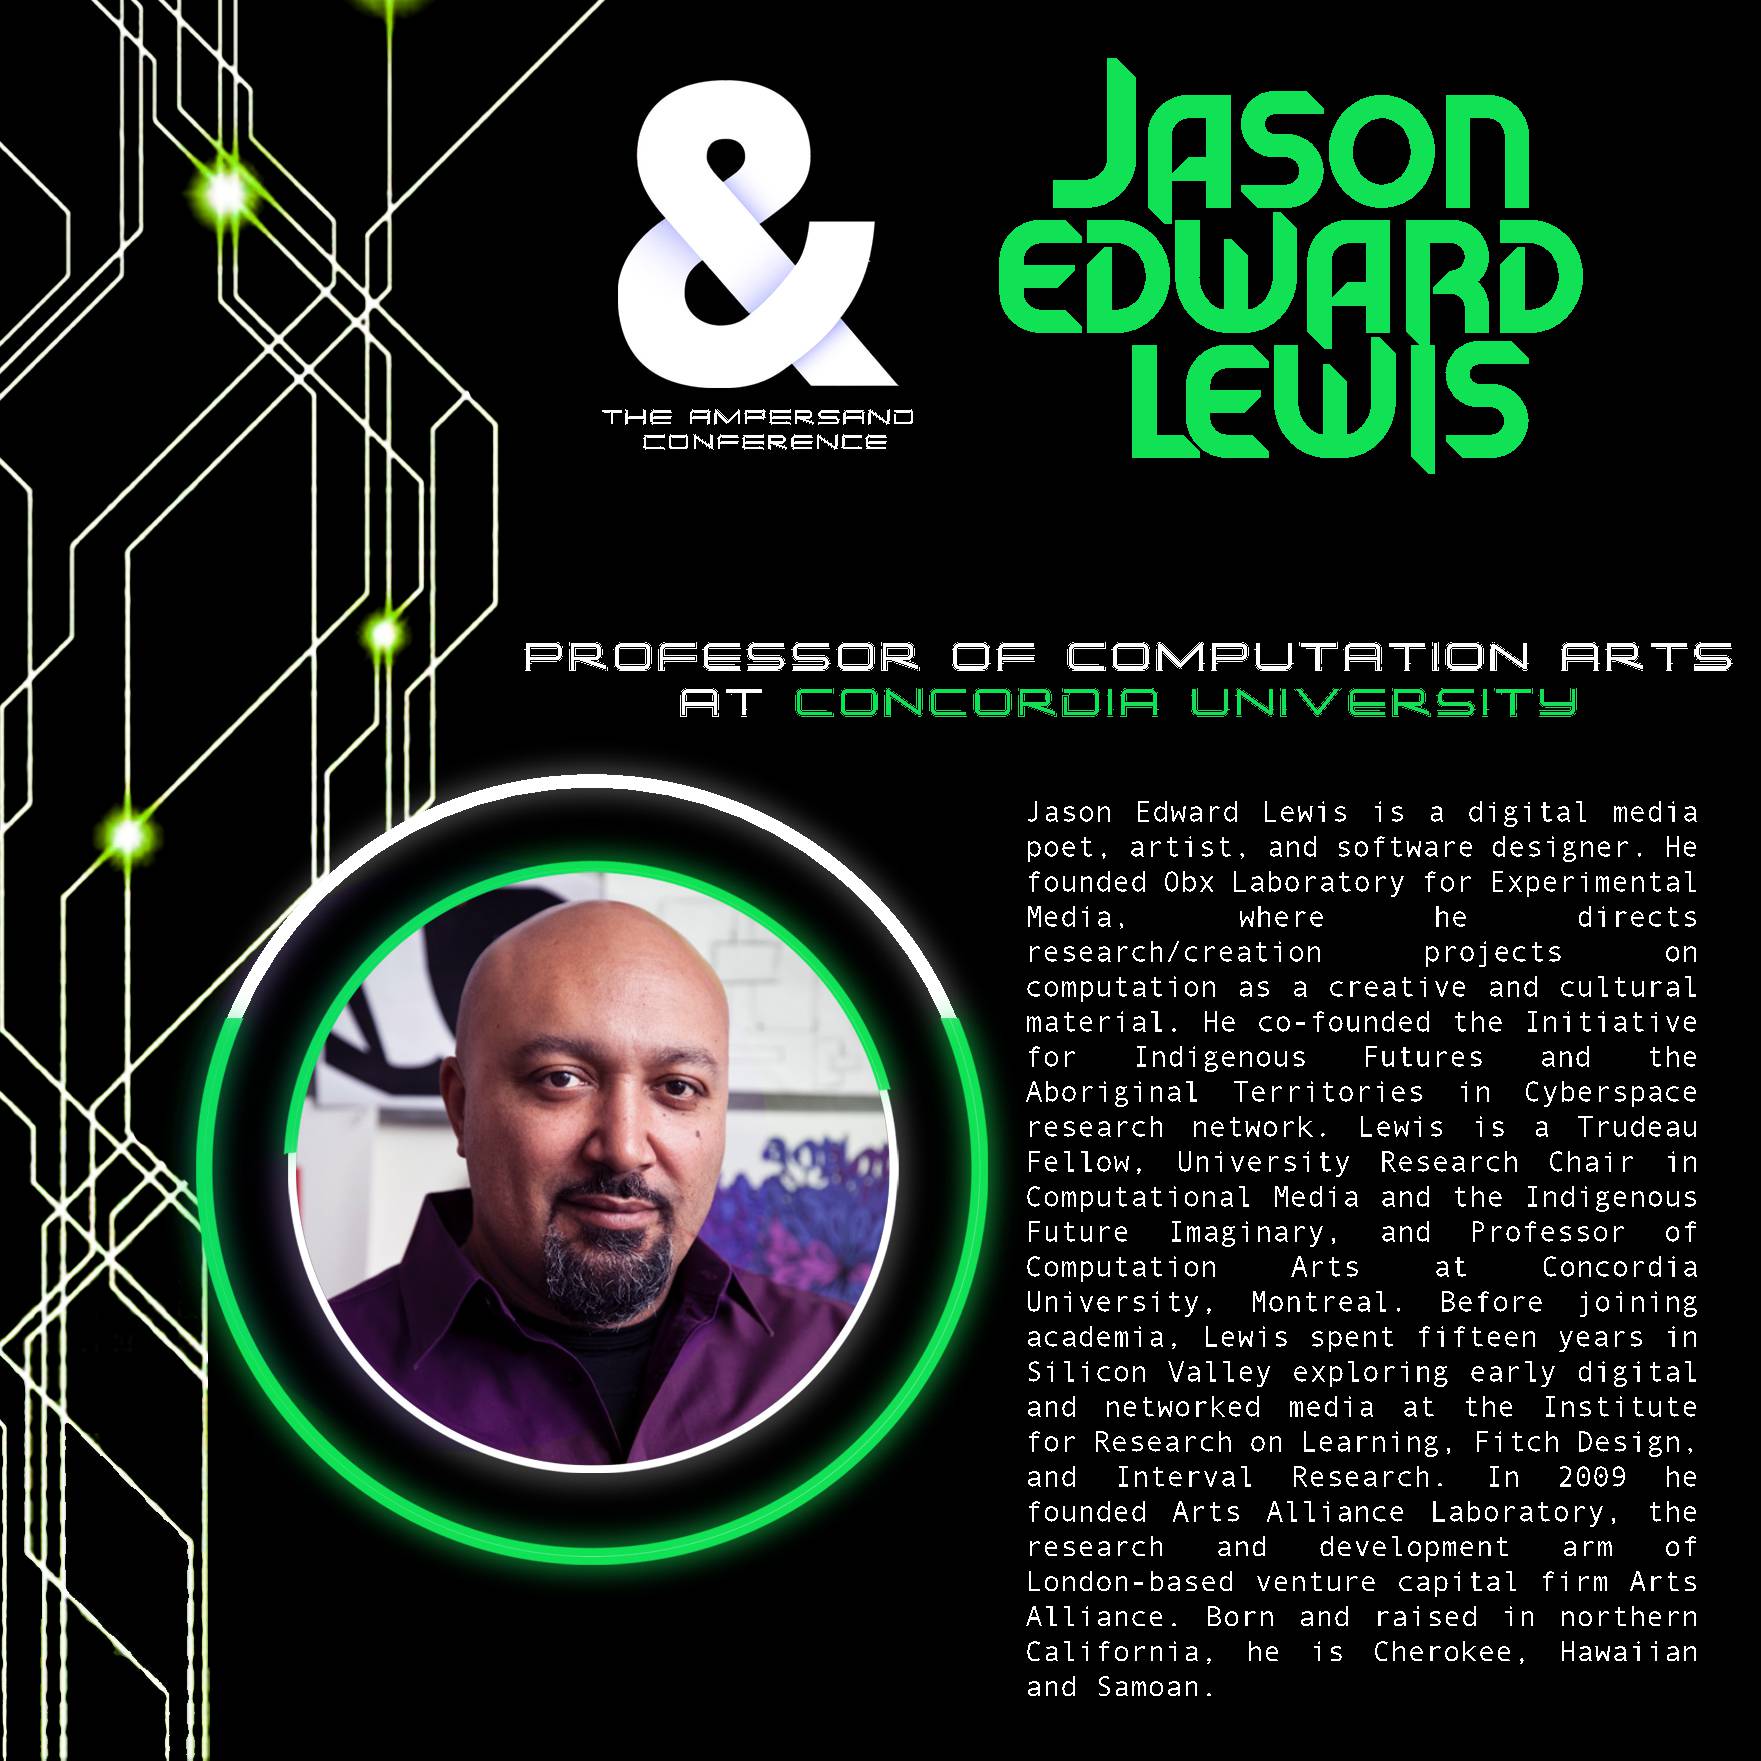 &
THE AMPERSAND
CONFERENCE
JASON
EDWARD
LEWIS
PROFESSOR OF COMPUTATION ARTS
AT CONCORDIA UNIVERSITY
Jason Edward Lewis is a digital media
poet, artist, and software designer. He
founded Obx Laboratory for Experimental
Media, where he directs
research/creation projects on
computation as a creative and cultural
material. He co-founded the Initiative
for Indigenous Futures and the
Aboriginal Territories in Cyberspace
research network. Lewis is a Trudeau
Fellow, University Research Chair in
Computational Media and the Indigenous
Future Imaginary, and Professor of
Computation Arts at Concordia
University, Montreal. Before joining
academia, Lewis spent fifteen years in
Silicon Valley exploring early digital
and networked media at the Institute
for Research on Learning, Fitch Design,
and Interval Research. In 2009 he
founded Arts Alliance Laboratory, the
research and development arm of
London-based venture capital firm Arts
Alliance. Born and raised in northern
California, he is Cherokee, Hawaiian
and Samoan.